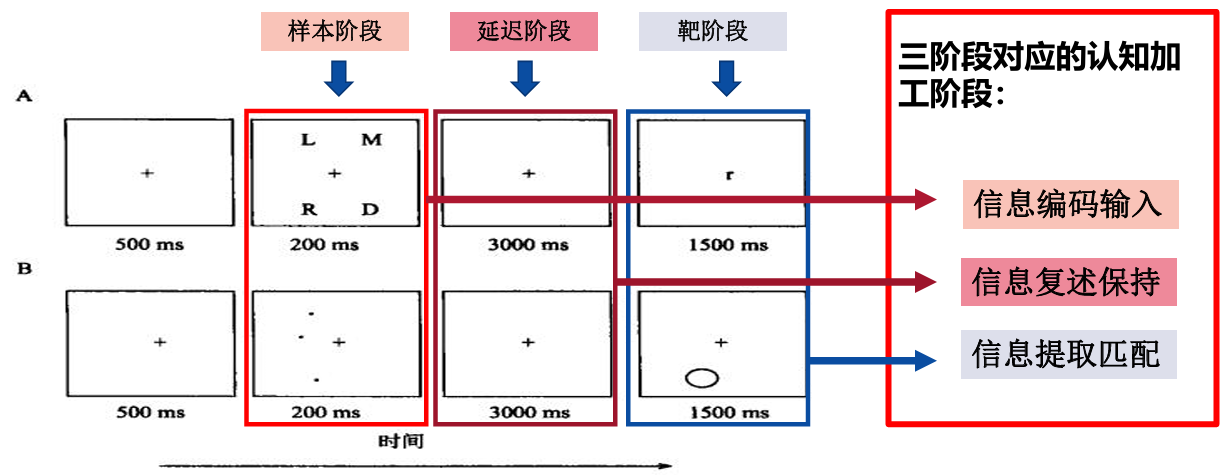 样本阶段 延迟阶段 靶阶段
三阶段对应的认知加
工阶段：
A
L M
+ + + r
R D
500 ms 200 ms 3000 ms 1500 ms
信息编码输入
B
信息复述保持
+ + + +
信息提取匹配
500 ms 200 ms 3000 ms 1500 ms
时间